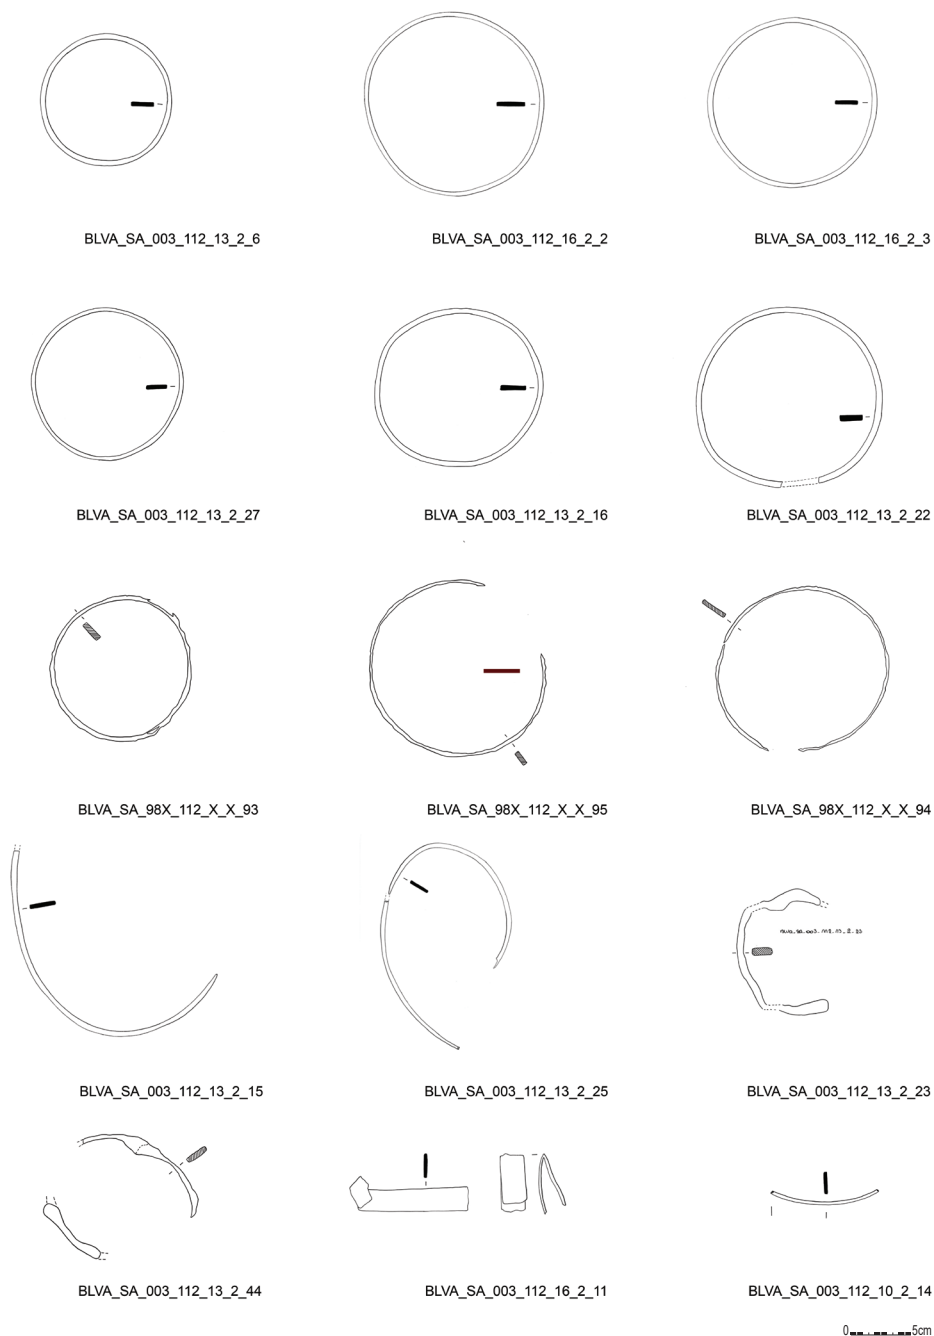 BLVA_SA_003_112_13_2_6
BLVA_SA_003_112_16_2_2
BLVA_SA_003_112_16_2_3
BLVA_SA_003_112_13_2_27
BLVA_SA_003_112_13_2_16
BLVA_SA_003_112_13_2_22
BLVA_SA_98X_112_X_X_93
BLVA_SA_98X_112_X_X_95
BLVA_SA_98X_112_X_X_94
BLVA_SA_003_112_13_2_15
BLVA_SA_003_112_13_2_25
BLVA_SA_003_112_13_2_23
BLVA_SA_003_112_13_2_44
BLVA_SA_003_112_16_2_11
BLVA_SA_003_112_10_2_14
0 5cm